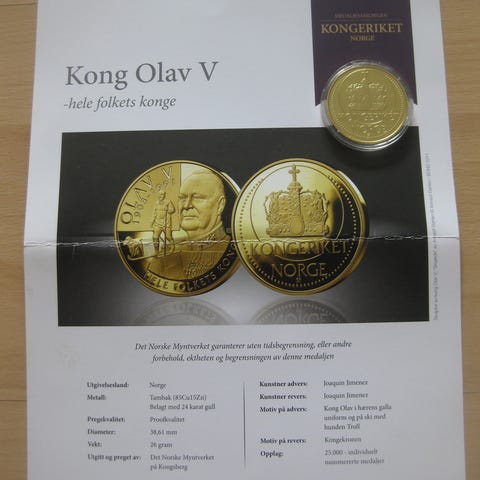 MEDALJESAMLINGEN
KONGERIKET
NORGE
Kong Olav V
-hele folkets konge
KONGERIKET
NORGE
OLAV V
1903-1991
HELE FOLKETS KONGE
KONGERIKET
NORGE
Det Norske Myntverket garanterer uten tidsbegrensning, eller andre
forbehold, ektheten og begrensningen av denne medaljen
Utgivelsesland: Norge
Metall: Tambak (85Cu15Zn)
Belagt med 24 karat gull
Pregekvalitet: Proofkvalitet
Diameter: 38,61 mm
Vekt: 26 gram
Utgitt og preget av: Det Norske Myntverket
på Kongsberg
Kunstner advers: Joaquin Jimenez
Kunstner revers: Joaquin Jimenez
Motiv på advers: Kong Olav i hærens galla
uniform og på ski med
hunden Troll
Motiv på revers: Kongekronen
Opplag: 25.000 - individuelt
nummererte medaljer